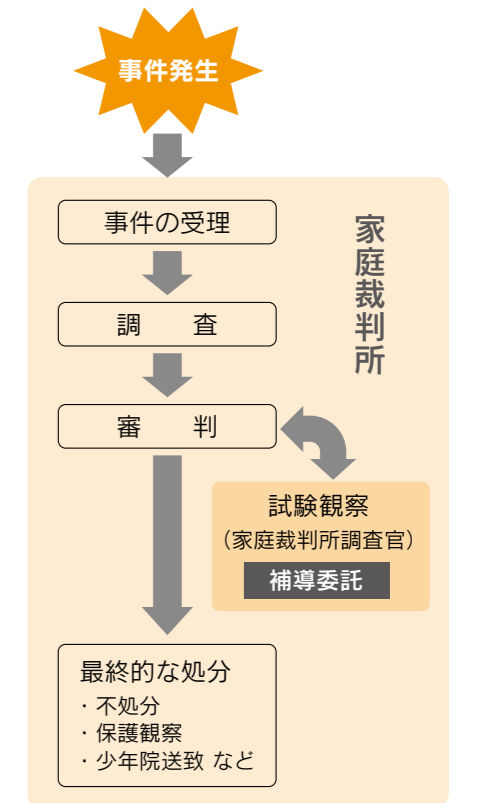 事件発生
家庭裁判所
事件の受理
調　　査
審　　判
試験観察
（家庭裁判所調査官）
補導委託
最終的な処分
・不処分
・保護観察
・少年院送致 など